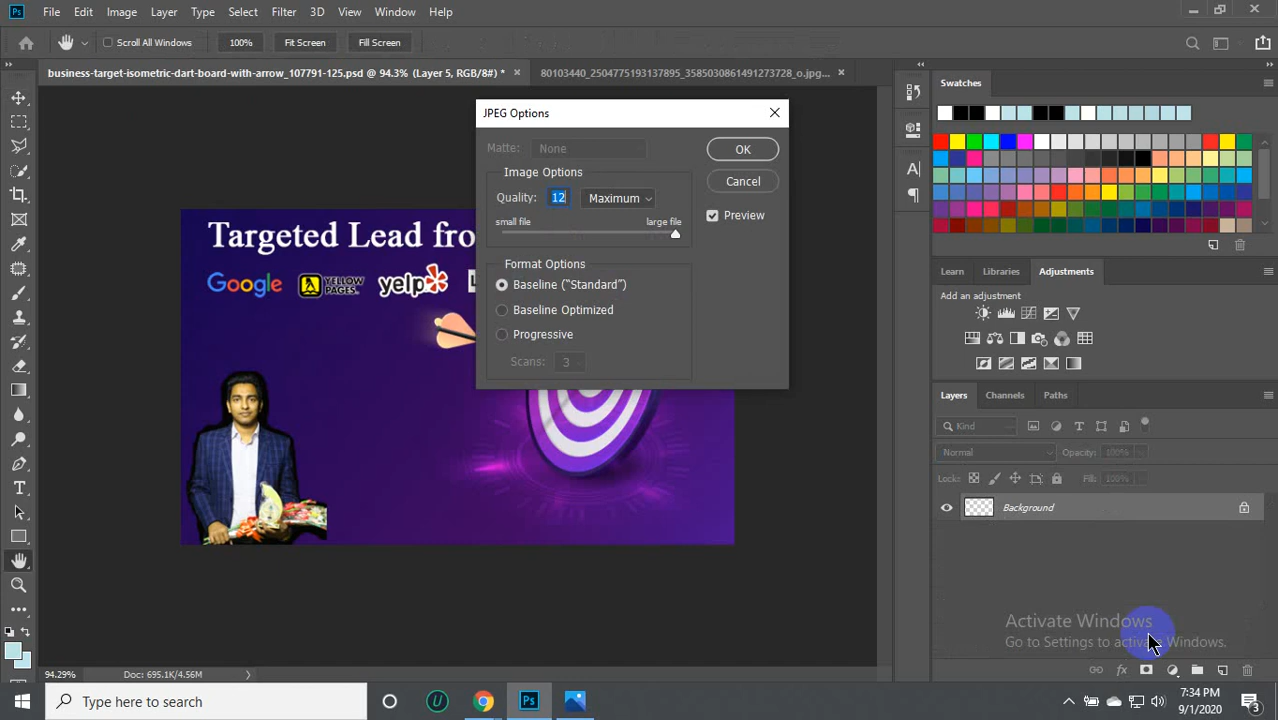 Ps File Edit Image Layer Type Select Filter 3D View Window Help
Scroll All Windows 100% Fit Screen Fill Screen
business-target-isometric-dart-board-with-arrow_107791-125.psd @ 94.3% (Layer 5, RGB/8#) * × 80103440_2504775193137895_3585030861491273728_o.jpg... ×
JPEG Options
Matte: None
OK
Image Options
Cancel
Quality: 12 Maximum
Preview
small file large file
Format Options
Baseline ("Standard")
Baseline Optimized
Progressive
Scans: 3
Targeted Lead fro
Google YELLOW PAGES. yelp L
Swatches
Learn Libraries Adjustments
Add an adjustment
Layers Channels Paths
Kind
Normal Opacity: 100%
Lock: Fill: 100%
Background
Activate Windows
Go to Settings to activate Windows.
94.29% Doc: 695.1K/4.56M
Type here to search
Ps
7:34 PM
9/1/2020
3